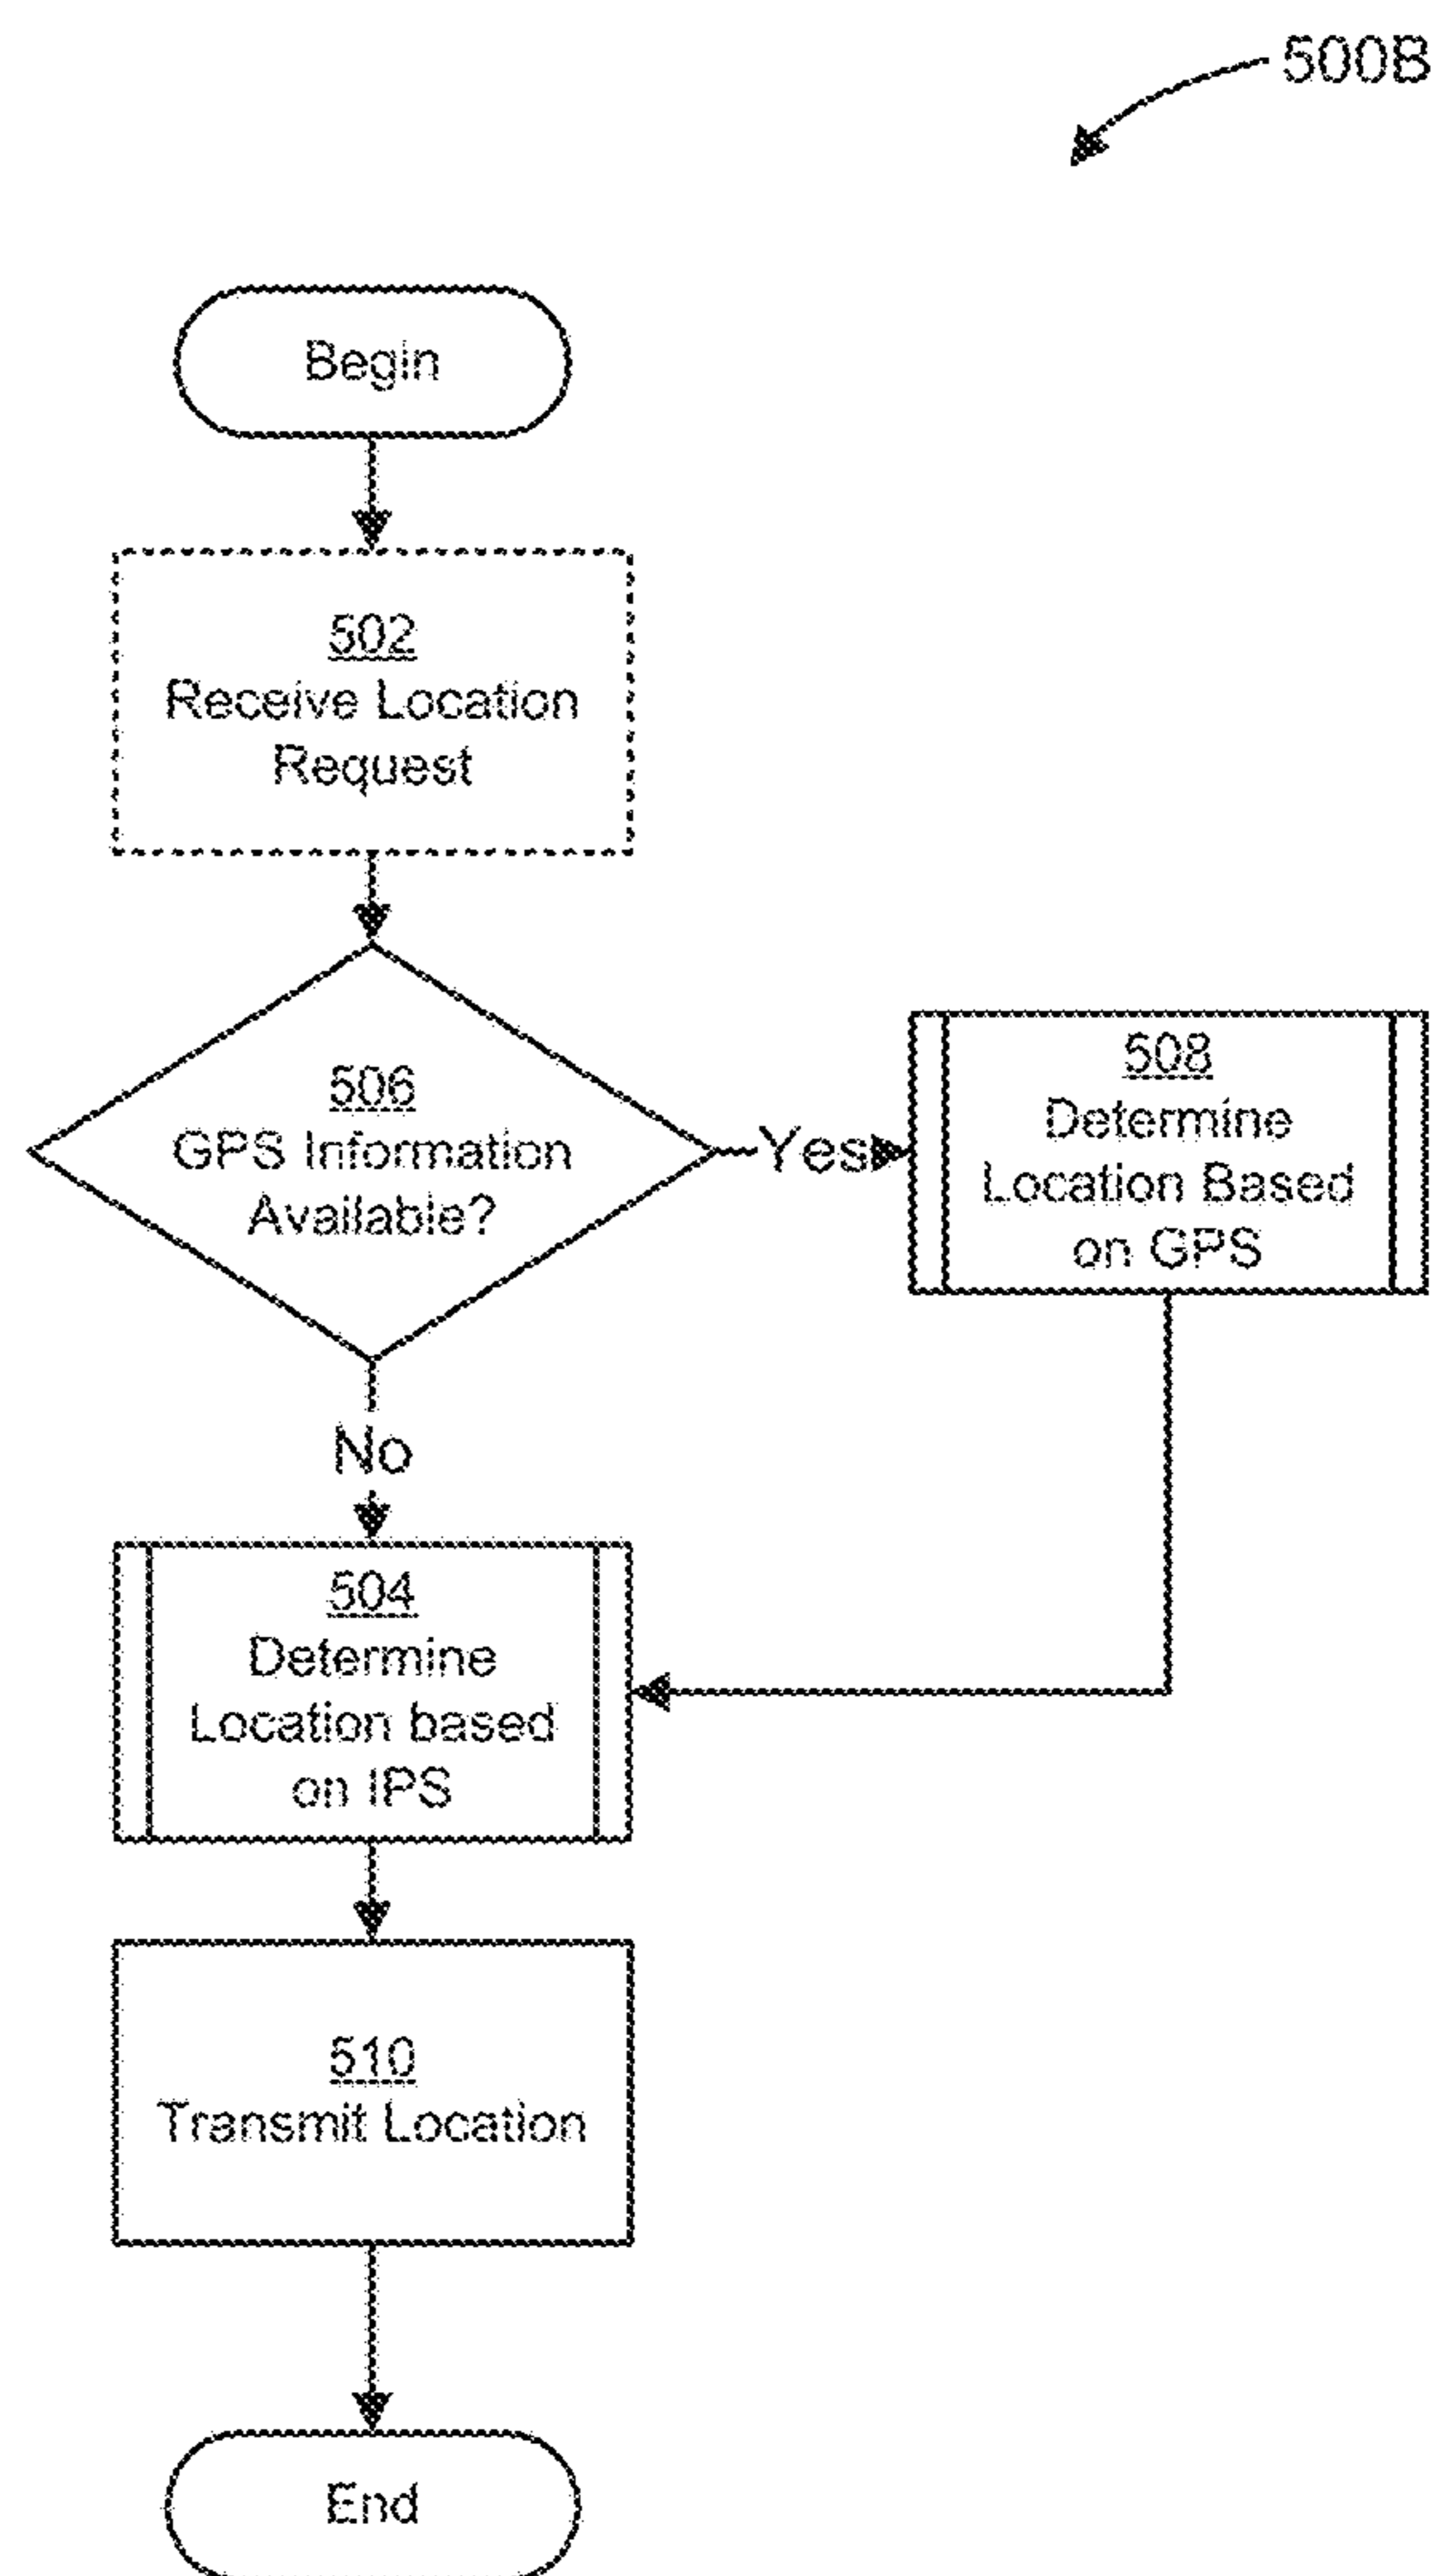 500B
Begin
502
Receive Location
Request
506
GPS Information
Available?
Yes
508
Determine
Location Based
on GPS
No
504
Determine
Location based
on IPS
510
Transmit Location
End